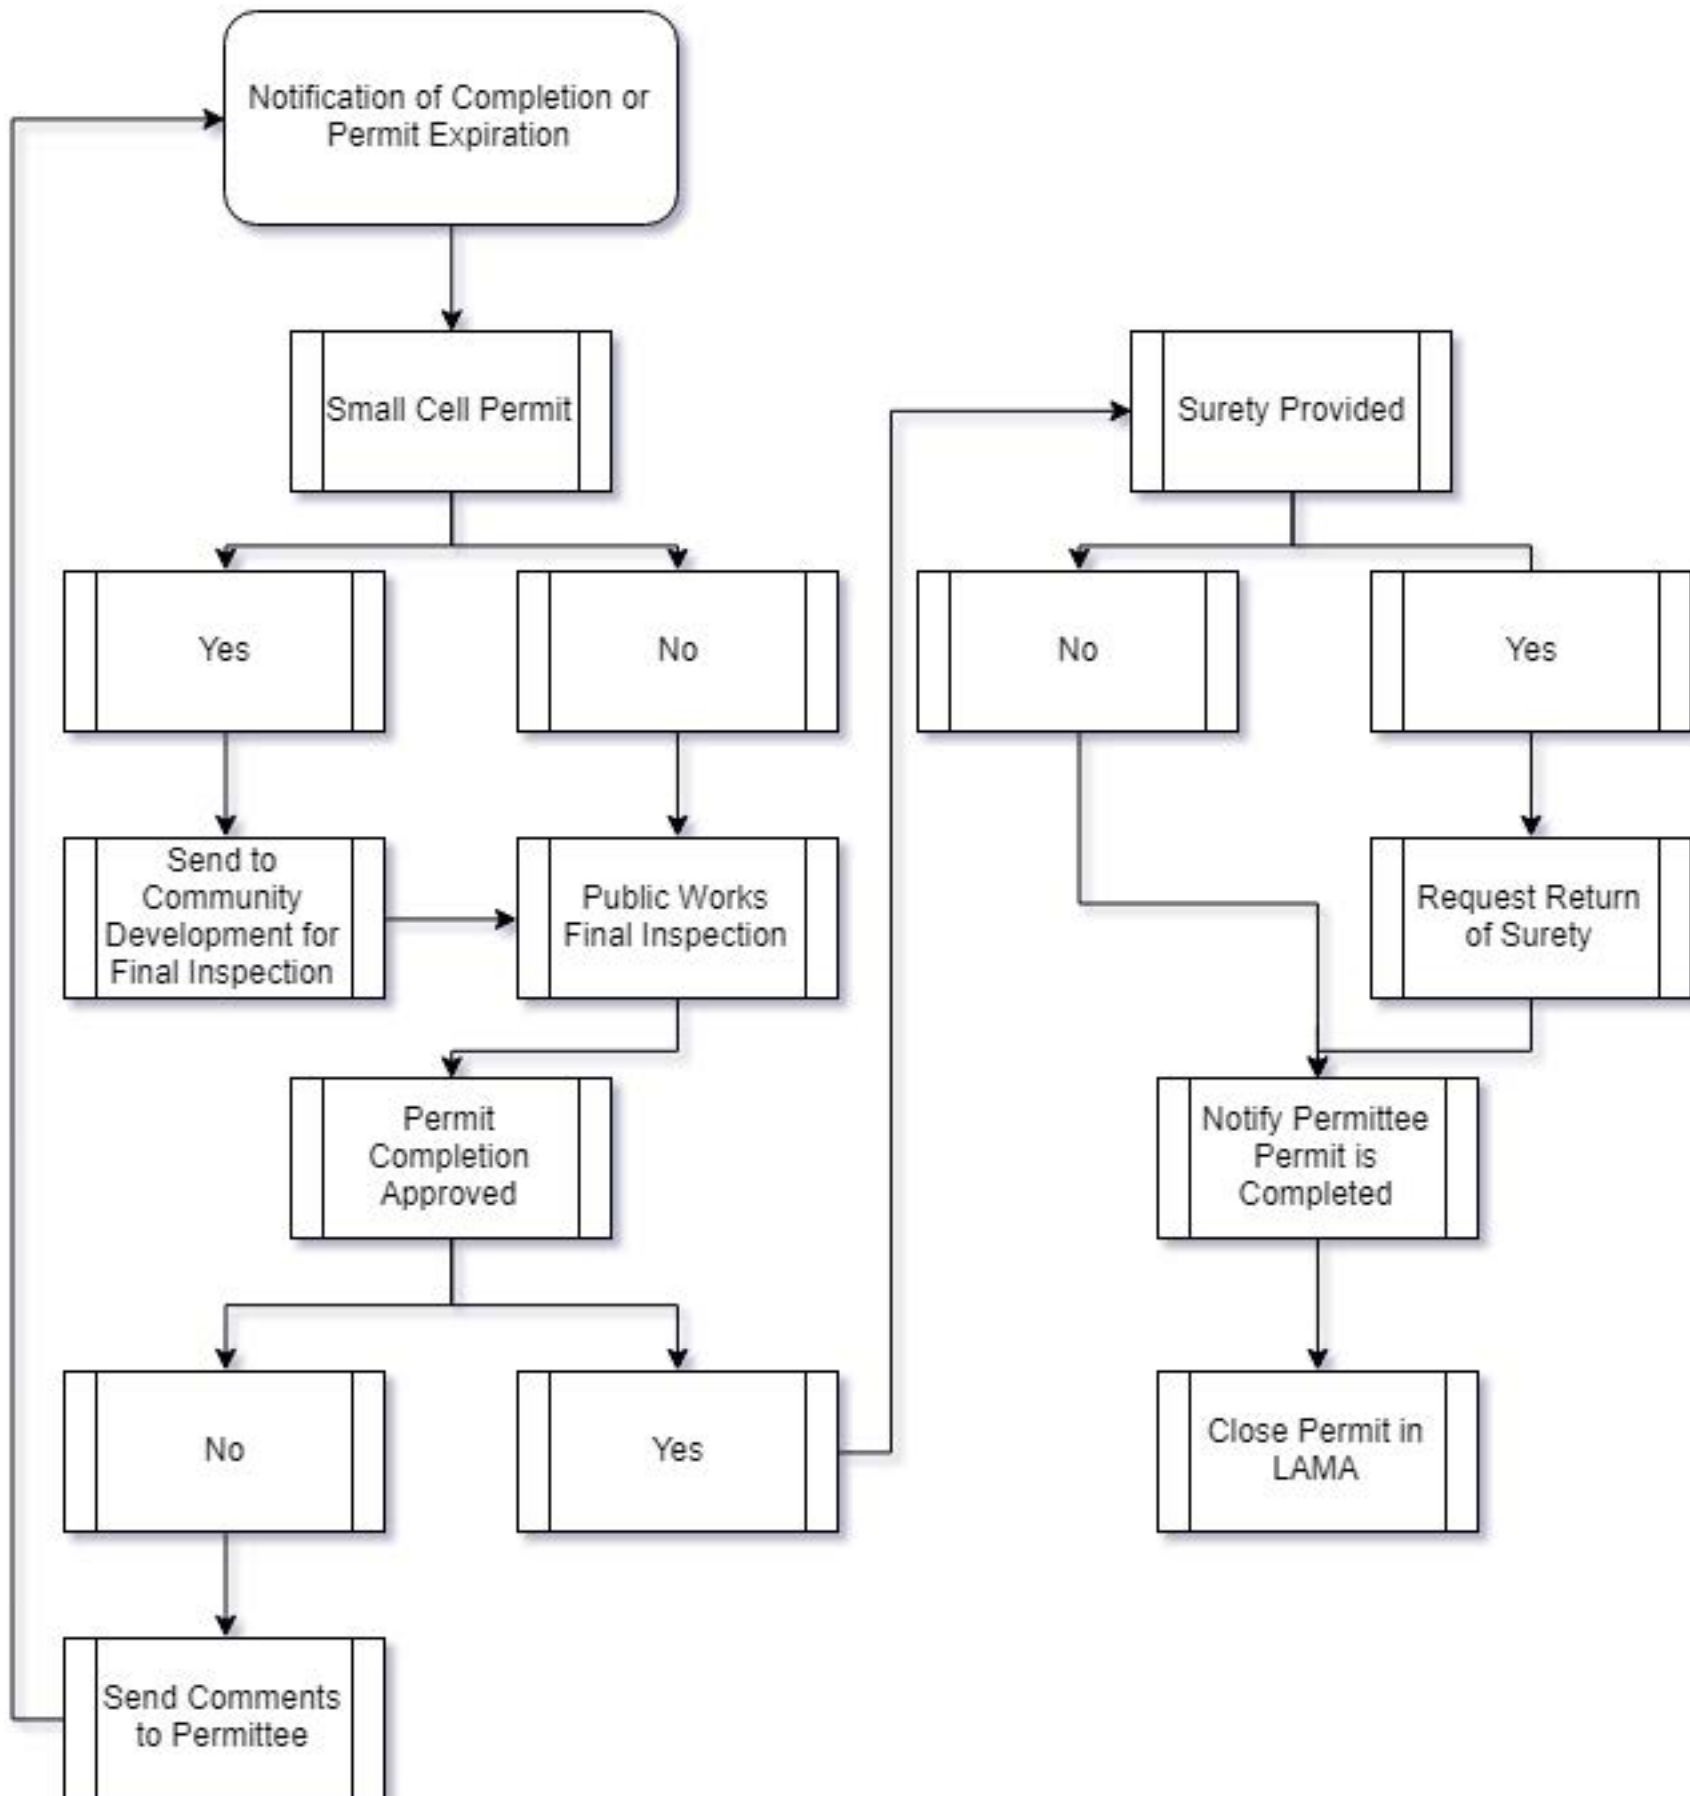 Notification of Completion or
Permit Expiration
Small Cell Permit
Yes
No
Send to
Community
Development for
Final Inspection
Public Works
Final Inspection
Permit
Completion
Approved
No
Yes
Send Comments
to Permittee
Surety Provided
No
Yes
Request Return
of Surety
Notify Permittee
Permit is
Completed
Close Permit in
LAMA